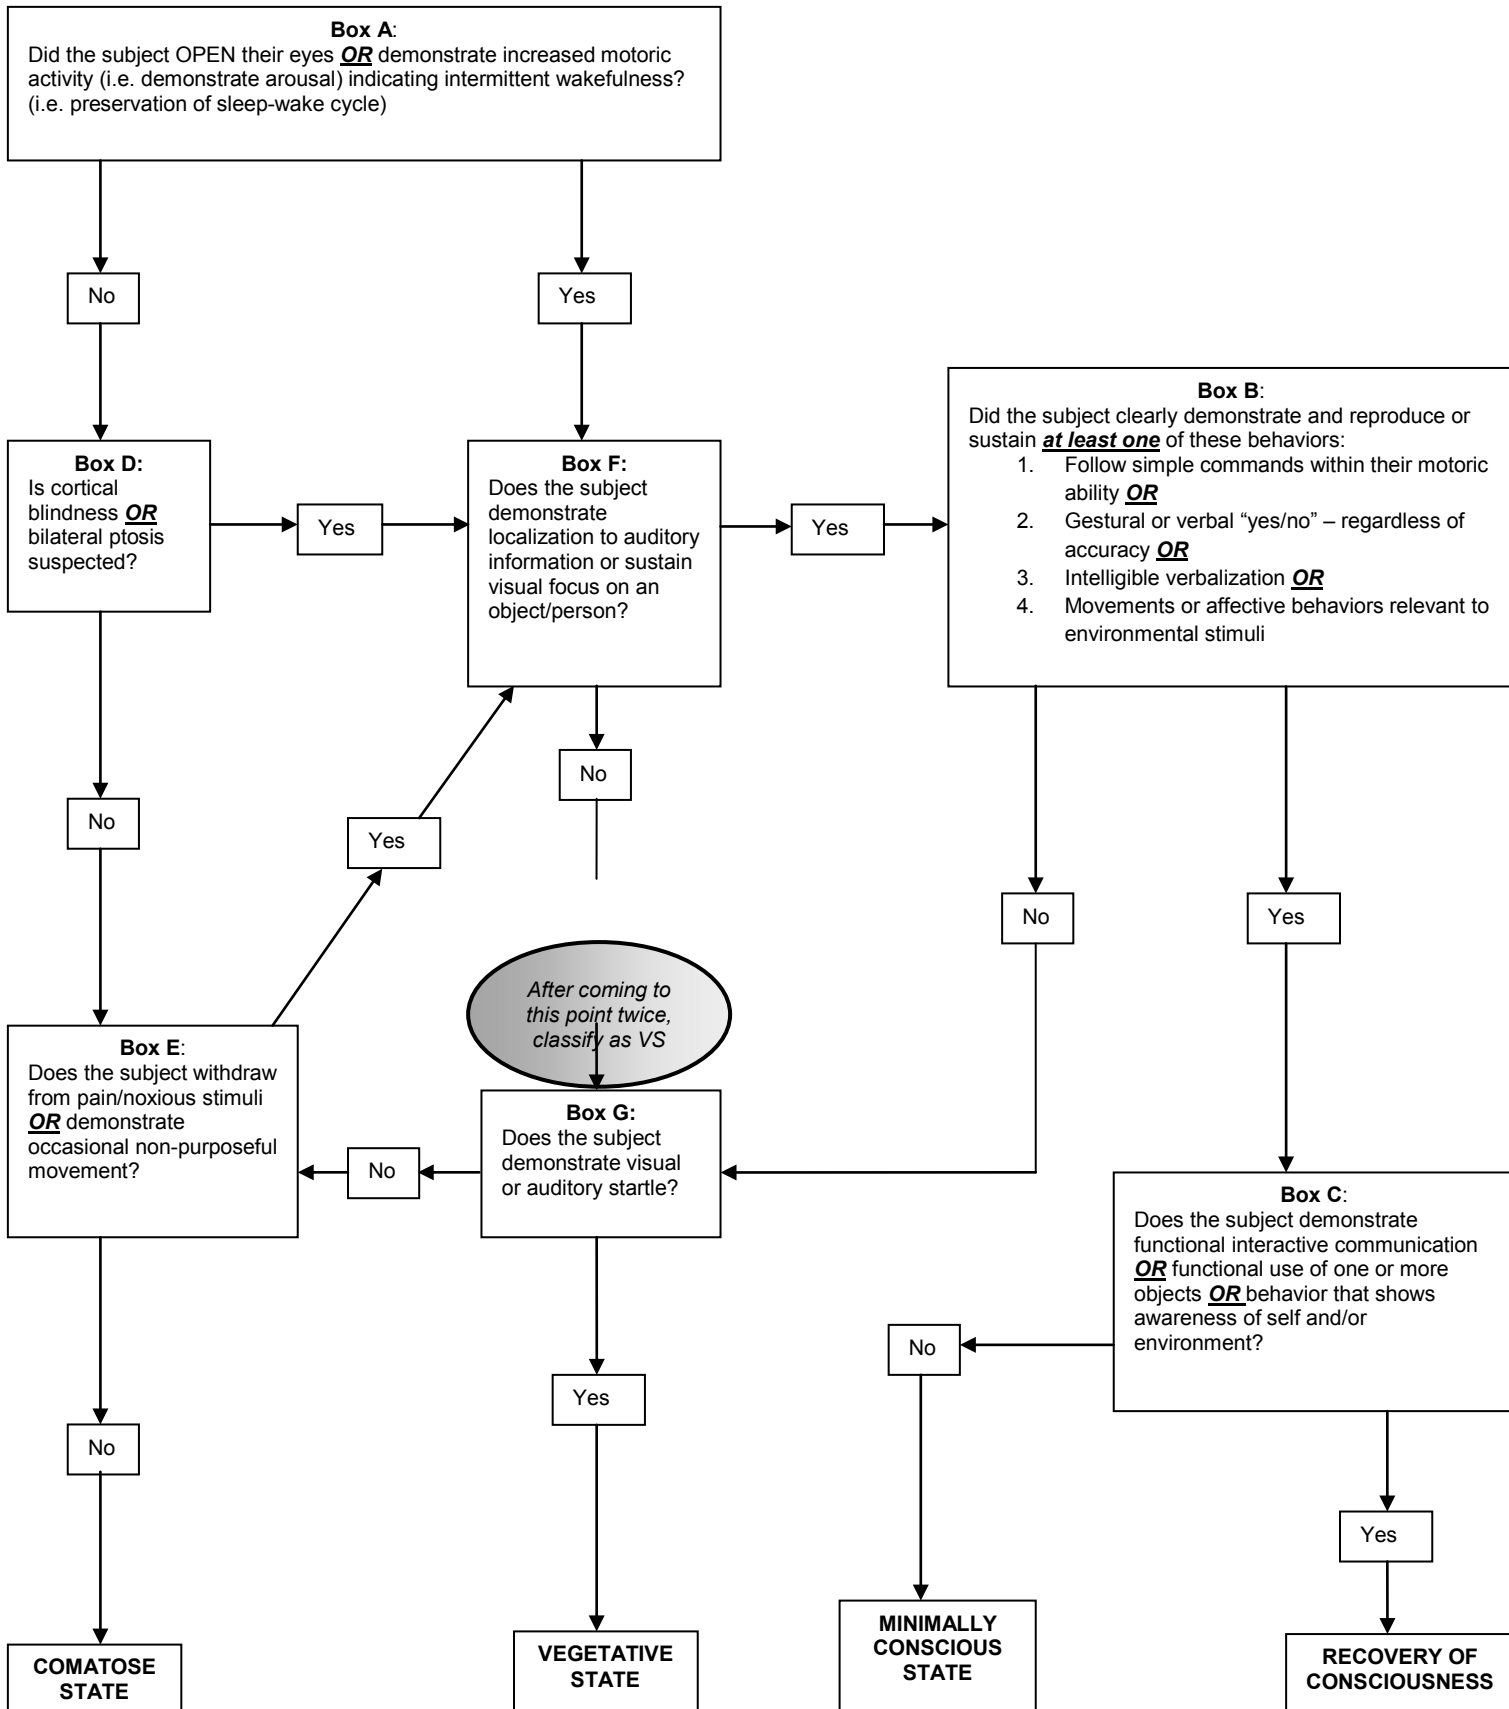 Box A:
Did the subject OPEN their eyes OR demonstrate increased motoric
activity (i.e. demonstrate arousal) indicating intermittent wakefulness?
(i.e. preservation of sleep-wake cycle)
No
Yes
Box B:
Did the subject clearly demonstrate and reproduce or
sustain at least one of these behaviors:
1. Follow simple commands within their motoric
ability OR
2. Gestural or verbal “yes/no” – regardless of
accuracy OR
3. Intelligible verbalization OR
4. Movements or affective behaviors relevant to
environmental stimuli
Box D:
Is cortical
blindness OR
bilateral ptosis
suspected?
Yes
Box F:
Does the subject
demonstrate
localization to auditory
information or sustain
visual focus on an
object/person?
Yes
No
No
Yes
No
Yes
After coming to
this point twice,
classify as VS
Box E:
Does the subject withdraw
from pain/noxious stimuli
OR demonstrate
occasional non-purposeful
movement?
No
Box G:
Does the subject
demonstrate visual
or auditory startle?
Box C:
Does the subject demonstrate
functional interactive communication
OR functional use of one or more
objects OR behavior that shows
awareness of self and/or
environment?
No
Yes
No
Yes
COMATOSE
STATE
VEGETATIVE
STATE
MINIMALLY
CONSCIOUS
STATE
RECOVERY OF
CONSCIOUSNESS